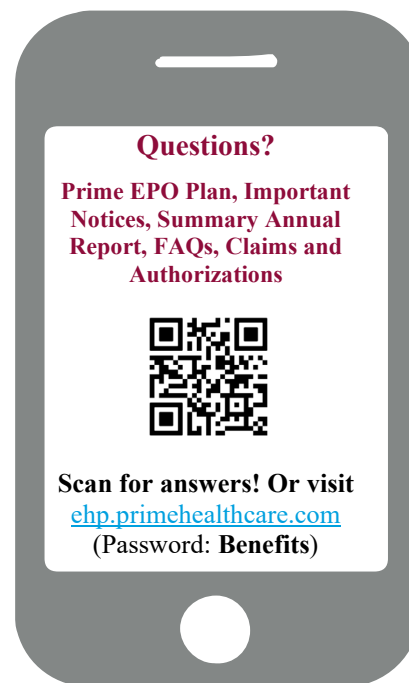 Questions?
Prime EPO Plan, Important
Notices, Summary Annual
Report, FAQs, Claims and
Authorizations
Scan for answers! Or visit
ehp.primehealthcare.com
(Password: Benefits)